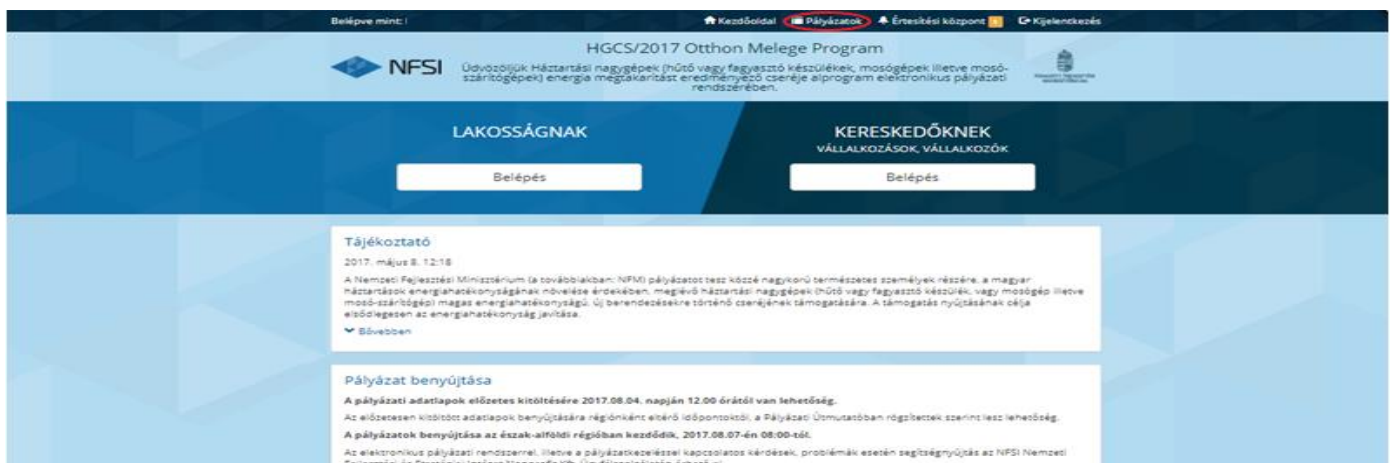 Belépve mint:
Kezdőoldal Pályázatok Értesítési központ Kijelentkezés
HGCS/2017 Otthon Melege Program
NFSI
Üdvözöljük Háztartási nagygépek (hűtő vagy fagyasztó készülékek, mosógépek illetve mosó-
szárítógépek) energia megtakarítást eredményező cseréje alprogram elektronikus pályázati
rendszerében.
LAKOSSÁGNAK
Belépés
KERESKEDŐKNEK
VÁLLALKOZÁSOK, VÁLLALKOZÓK
Belépés
Tájékoztató
2017. május 8. 12:18
A Nemzeti Fejlesztési Minisztérium (a továbbiakban: NFM) pályázatot tesz közzé nagykorú természetes személyek részére, a magyar
háztartások energiahatékonyságának növelése érdekében, meglévő háztartási nagygépek (hűtő vagy fagyasztó készülék, vagy mosógép illetve
mosó-szárítógép) magas energiahatékonyságú, új berendezésekre történő cseréjének támogatására. A támogatás nyújtásának célja
elsődlegesen az energiahatékonyság javítása.
Bővebben
Pályázat benyújtása
A pályázati adatlapok előzetes kitöltésére 2017.08.04. napján 12.00 órától van lehetőség.
Az előzetesen kitöltött adatlapok benyújtására régiónként eltérő időpontoktól, a Pályázati Útmutatóban rögzítettek szerint lesz lehetőség.
A pályázatok benyújtása az észak-alföldi régióban kezdődik, 2017.08.07-én 08:00-tól.
Az elektronikus pályázati rendszerrel, illetve a pályázatkezeléssel kapcsolatos kérdések, problémák esetén segítségnyújtás az NFSI Nemzeti